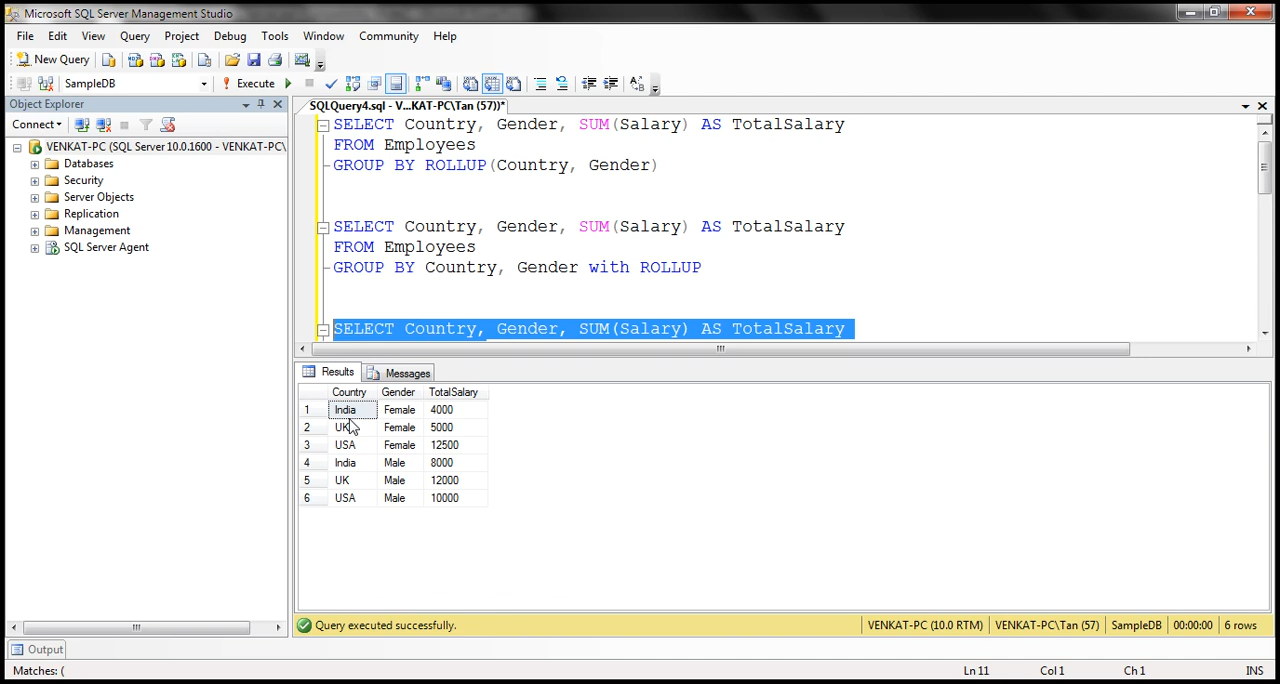 Microsoft SQL Server Management Studio
File Edit View Query Project Debug Tools Window Community Help
New Query
SampleDB Execute
Object Explorer
SQLQuery4.sql - V...KAT-PC\Tan (57))*
Connect
VENKAT-PC (SQL Server 10.0.1600 - VENKAT-PC\
Databases
Security
Server Objects
Replication
Management
SQL Server Agent
SELECT Country, Gender, SUM(Salary) AS TotalSalary
FROM Employees
GROUP BY ROLLUP(Country, Gender)
SELECT Country, Gender, SUM(Salary) AS TotalSalary
FROM Employees
GROUP BY Country, Gender with ROLLUP
SELECT Country, Gender, SUM(Salary) AS TotalSalary
Results Messages
Country Gender TotalSalary
1 India Female 4000
2 UK Female 5000
3 USA Female 12500
4 India Male 8000
5 UK Male 12000
6 USA Male 10000
Query executed successfully. VENKAT-PC (10.0 RTM) VENKAT-PC\Tan (57) SampleDB 00:00:00 6 rows
Output
Matches: ( Ln 11 Col 1 Ch 1 INS